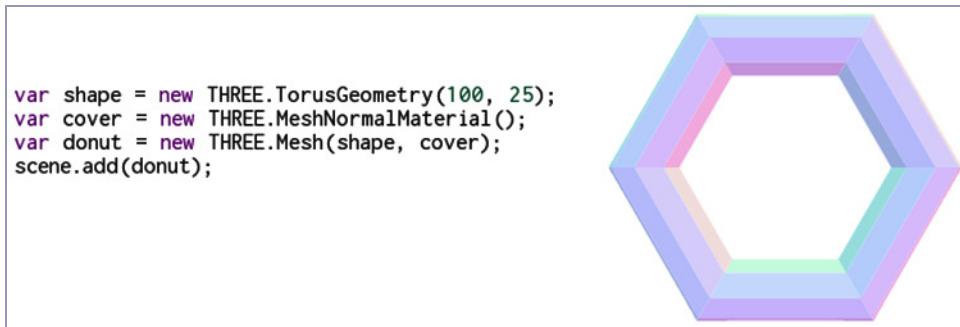 var shape = new THREE.TorusGeometry(100, 25);
var cover = new THREE.MeshNormalMaterial();
var donut = new THREE.Mesh(shape, cover);
scene.add(donut);